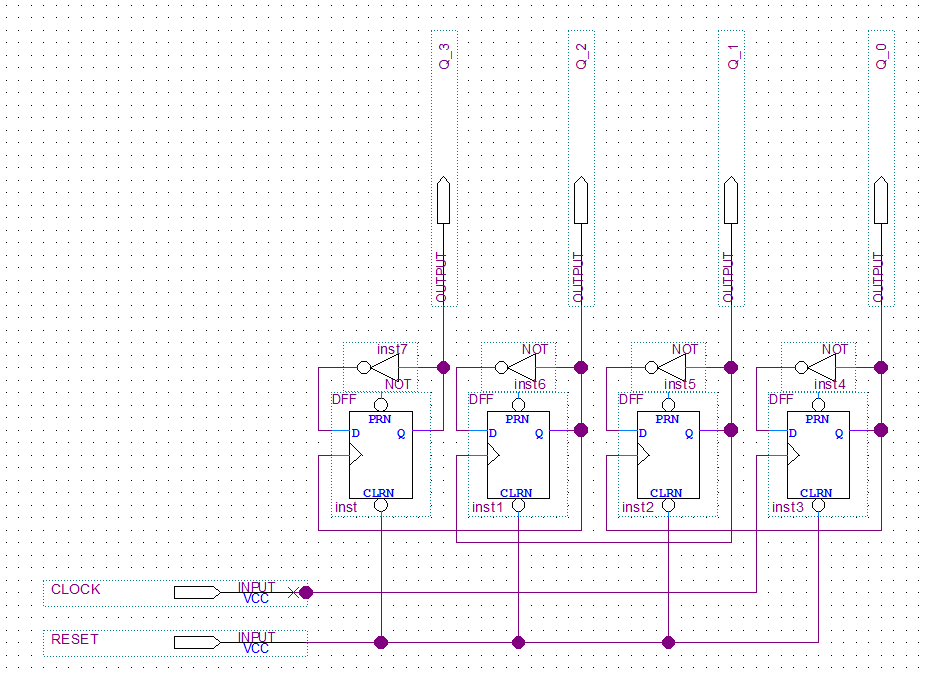 Q_3
Q_2
Q_1
Q_0
OUTPUT
OUTPUT
OUTPUT
OUTPUT
inst7
NOT
NOT
NOT
NOT
inst6
inst5
inst4
DFF
DFF
DFF
DFF
PRN
PRN
PRN
PRN
D Q
D Q
D Q
D Q
CLRN
CLRN
CLRN
CLRN
inst
inst1
inst2
inst3
CLOCK
INPUT
VCC
RESET
INPUT
VCC